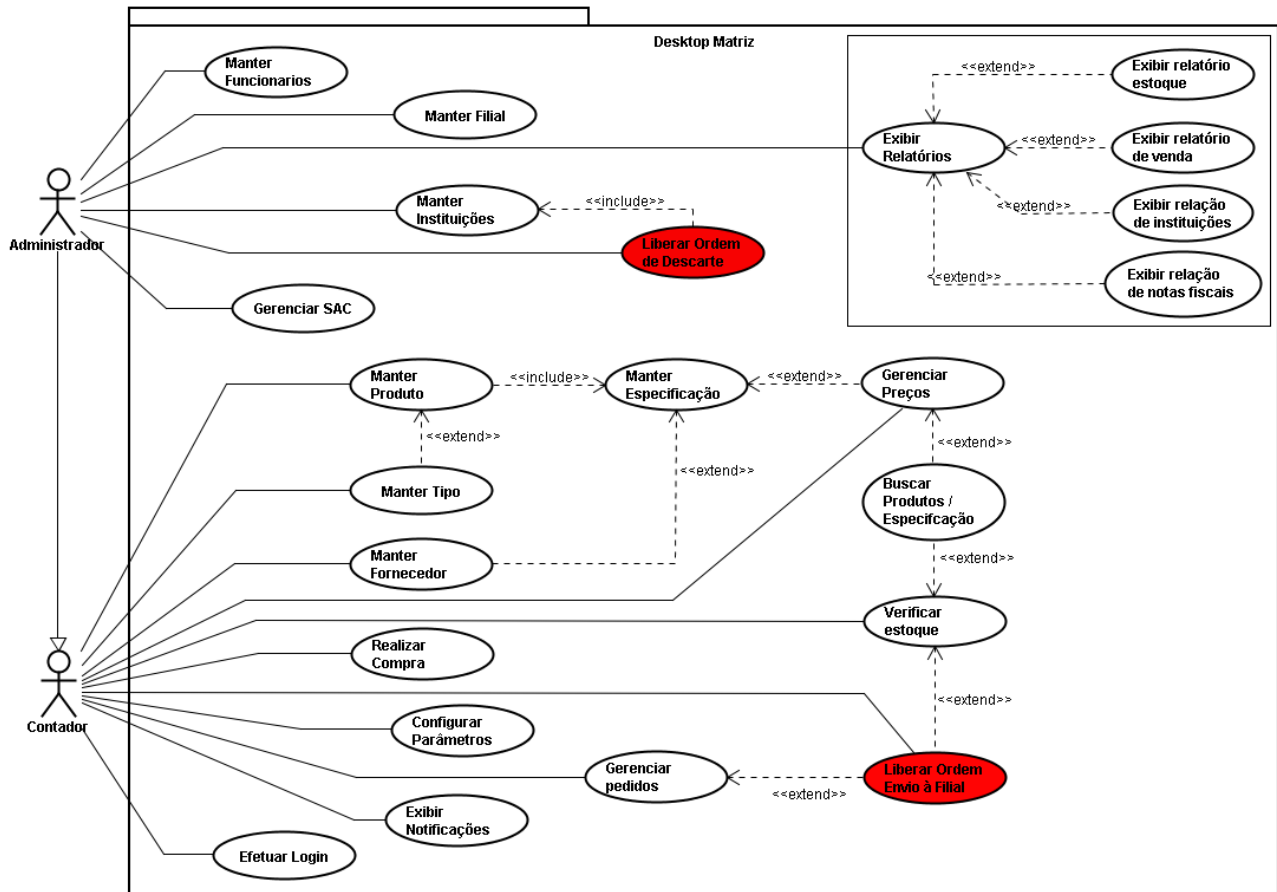 Desktop Matriz
Manter
Funcionarios
Manter Filial
Manter
Instituições
<<include>>
Liberar Ordem
de Descarte
Gerenciar SAC
Administrador
Exibir
Relatórios
<<extend>>
Exibir relatório
estoque
<<extend>>
Exibir relatório
de venda
<<extend>>
Exibir relação
de instituições
<<extend>>
Exibir relação
de notas fiscais
Manter
Produto
<<include>>
Manter
Especificação
<<extend>>
Gerenciar
Preços
<<extend>>
<<extend>>
<<extend>>
Manter Tipo
Buscar
Produtos /
Especifcação
Manter
Fornecedor
<<extend>>
Verificar
estoque
Realizar
Compra
<<extend>>
Contador
Configurar
Parâmetros
Gerenciar
pedidos
<<extend>>
Liberar Ordem
Envio à Filial
Exibir
Notificações
Efetuar Login